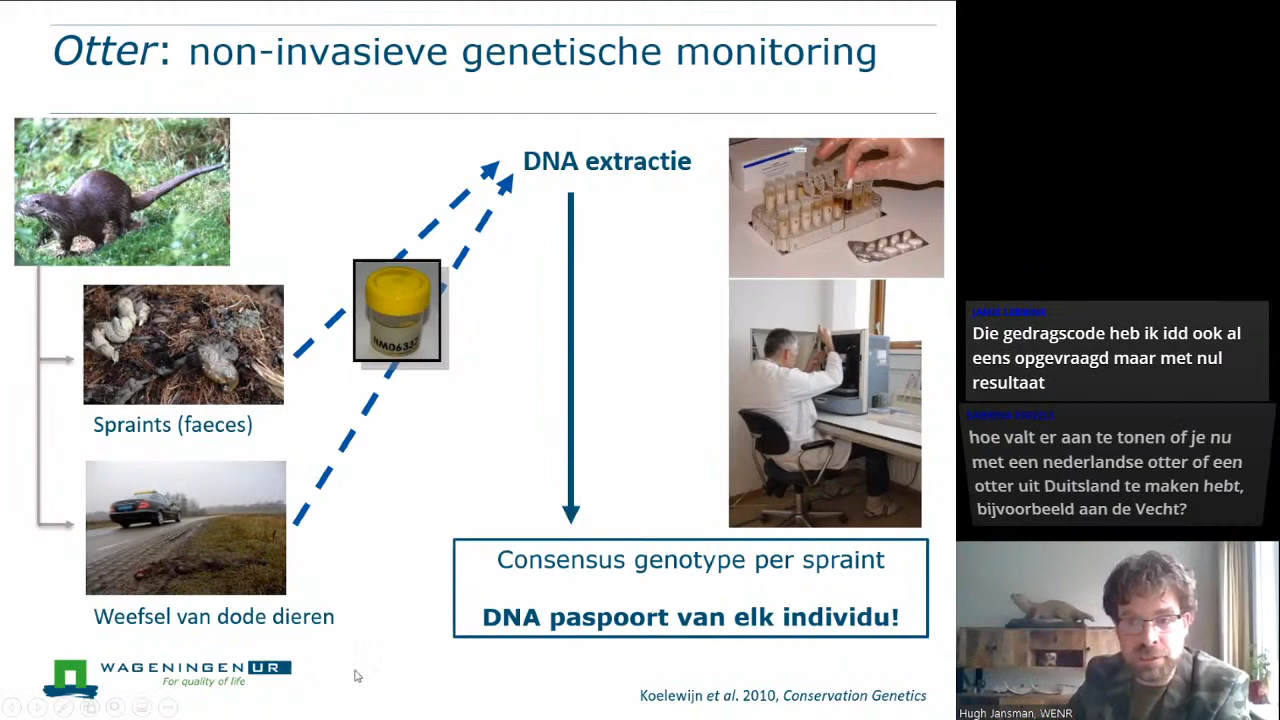 Otter: non-invasieve genetische monitoring
DNA extractie
NM06332
Spraints (faeces)
Weefsel van dode dieren
Consensus genotype per spraint
DNA paspoort van elk individu!
WAGENINGEN UR
For quality of life
Koelewijn et al. 2010, Conservation Genetics
Die gedragscode heb ik idd ook al
eens opgevraagd maar met nul
resultaat
hoe valt er aan te tonen of je nu
met een nederlandse otter of een
otter uit Duitsland te maken hebt,
bijvoorbeeld aan de Vecht?
Hugh Jansman, WENR